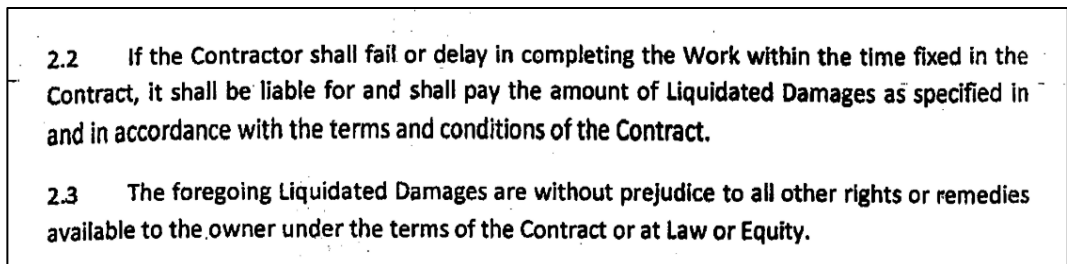 2.2 If the Contractor shall fail or delay in completing the Work within the time fixed in the
Contract, it shall be liable for and shall pay the amount of Liquidated Damages as specified in
and in accordance with the terms and conditions of the Contract.
2.3 The foregoing Liquidated Damages are without prejudice to all other rights or remedies
available to the owner under the terms of the Contract or at Law or Equity.